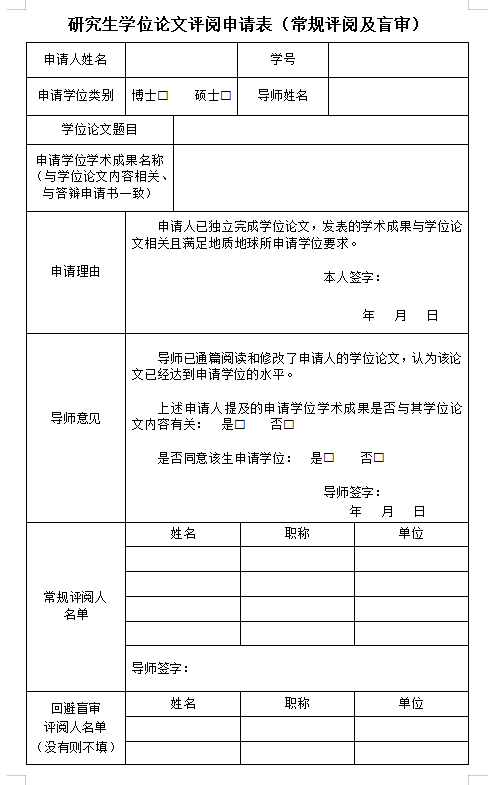 研究生学位论文评阅申请表（常规评阅及盲审）
申请人姓名 学号
申请学位类别 博士□ 硕士□ 导师姓名
学位论文题目
申请学位学术成果名称
（与学位论文内容相关、
与答辩申请书一致）
申请理由
申请人已独立完成学位论文，发表的学术成果与学位论
文相关且满足地质地球所申请学位要求。
本人签字：
年 月 日
导师意见
导师已通篇阅读和修改了申请人的学位论文，认为该论
文已经达到申请学位的水平。
上述申请人提及的申请学位学术成果是否与其学位论
文内容有关： 是□ 否□
是否同意该生申请学位： 是□ 否□
导师签字：
年 月 日
常规评阅人
名单
姓名 职称 单位
导师签字：
回避盲审
评阅人名单
（没有则不填）
姓名 职称 单位